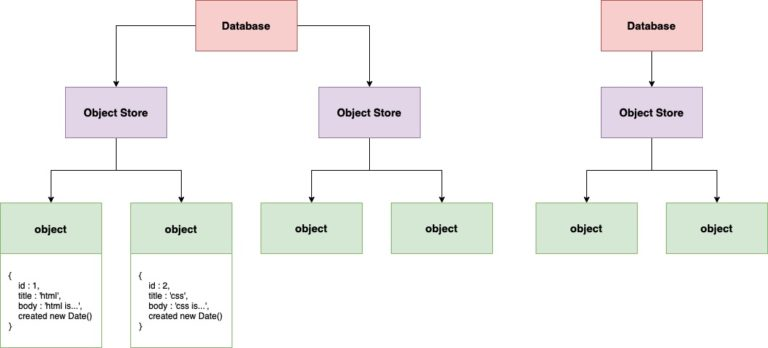 Database
Database
Object Store
Object Store
Object Store
object
object
object
object
object
object
{
id : 1,
title : 'html',
body : 'html is...',
created new Date()
}
{
id : 2,
title : 'css',
body : 'css is...',
created new Date()
}